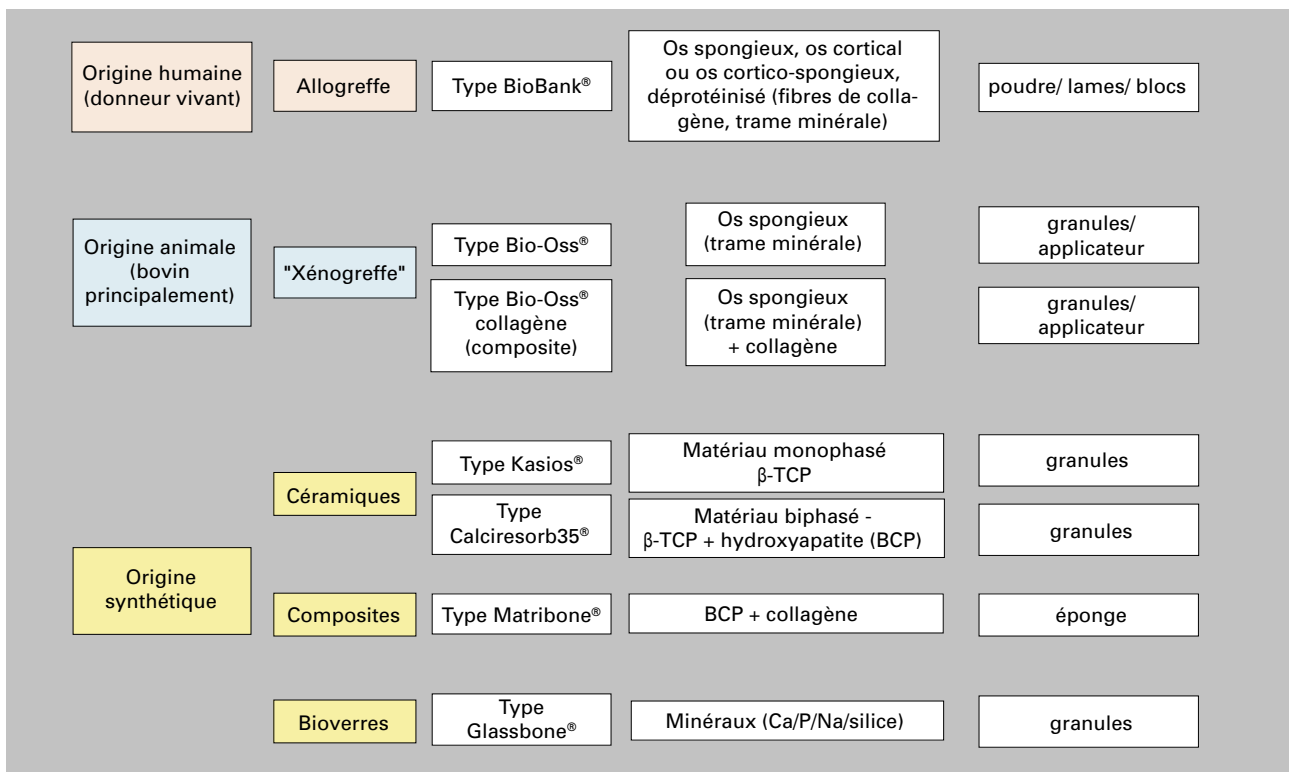 Origine humaine
(donneur vivant)
Allogreffe
Type BioBank®
Os spongieux, os cortical
ou os cortico-spongieux,
déprotéinisé (fibres de colla-
gène, trame minérale)
poudre/ lames/ blocs
Origine animale
(bovin
principalement)
"Xénogreffe"
Type Bio-Oss®
Os spongieux
(trame minérale)
granules/
applicateur
Type Bio-Oss®
collagène
(composite)
Os spongieux
(trame minérale)
+ collagène
granules/
applicateur
Origine
synthétique
Céramiques
Type Kasios®
Matériau monophasé
β-TCP
granules
Type
Calciresorb35®
Matériau biphasé -
β-TCP + hydroxyapatite (BCP)
granules
Composites
Type Matribone®
BCP + collagène
éponge
Bioverres
Type
Glassbone®
Minéraux (Ca/P/Na/silice)
granules